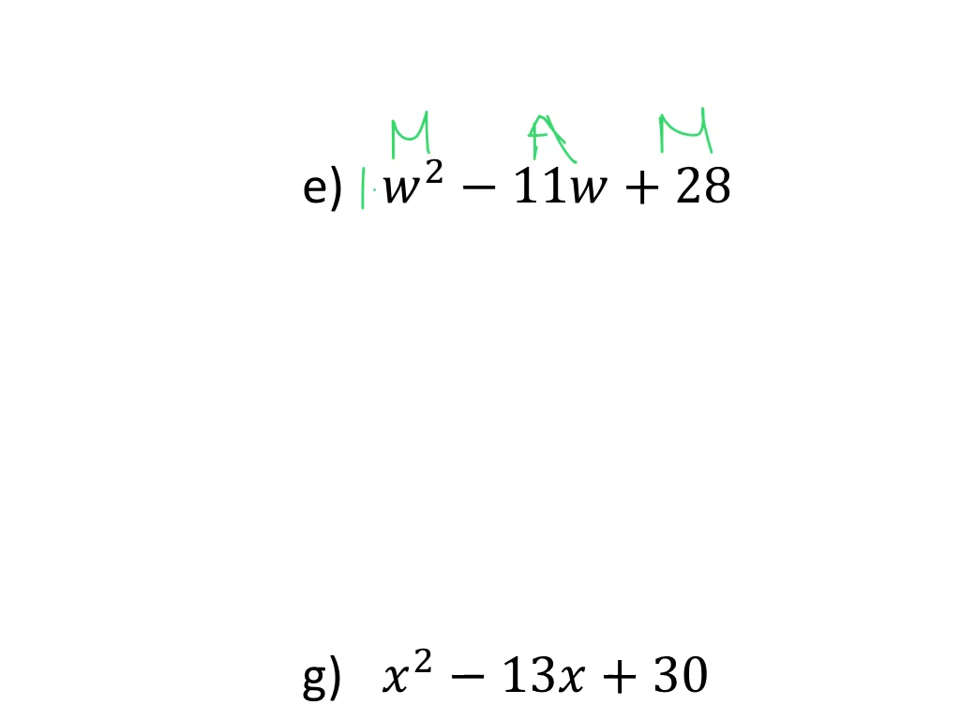 M A M
e) 1· w² − 11w + 28
g) x² − 13x + 30